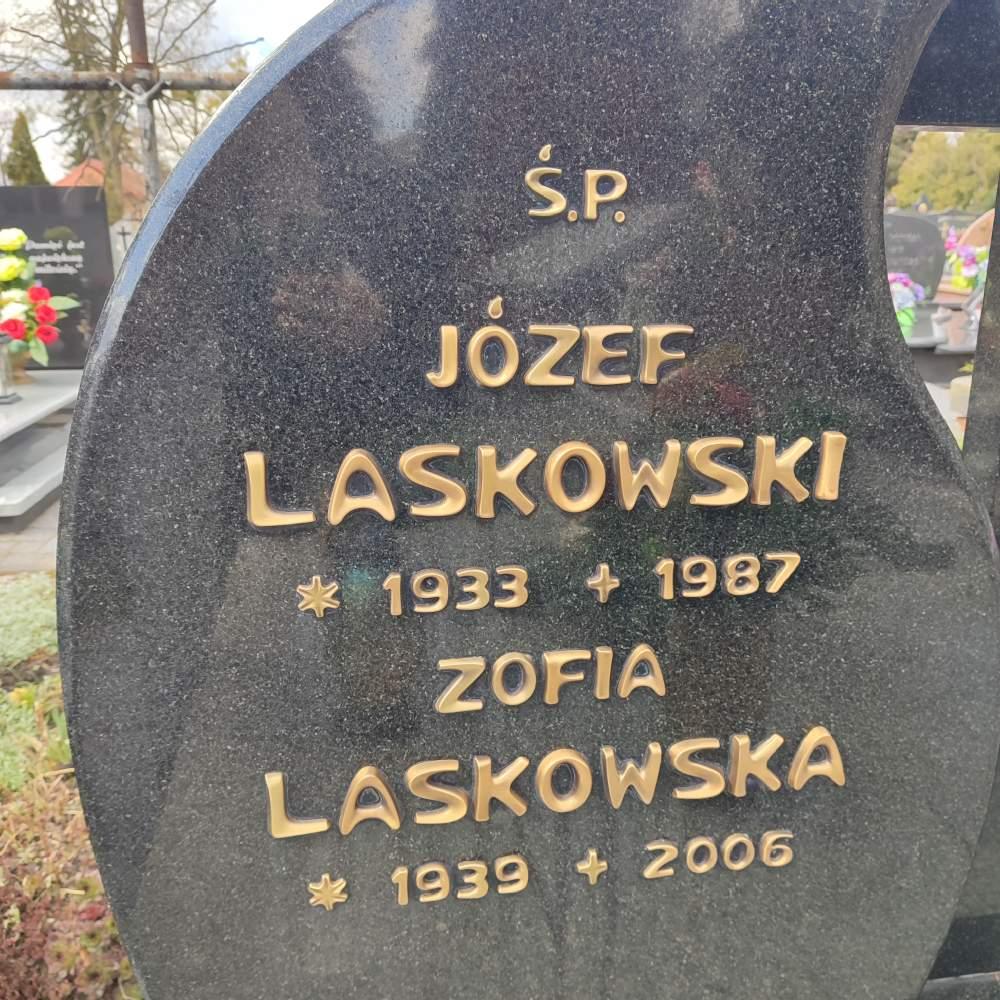 Ś.P.
JÓZEF
LASKOWSKI
* 1933 + 1987
ZOFIA
LASKOWSKA
* 1939 + 2006